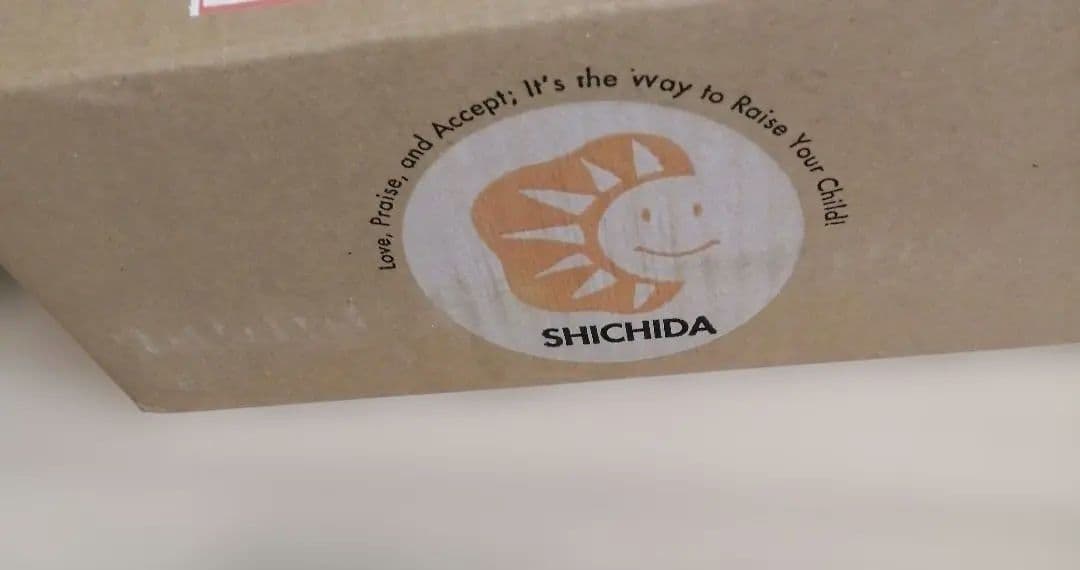 Love, Praise, and Accept; It's the Way to Raise Your Child!
SHICHIDA